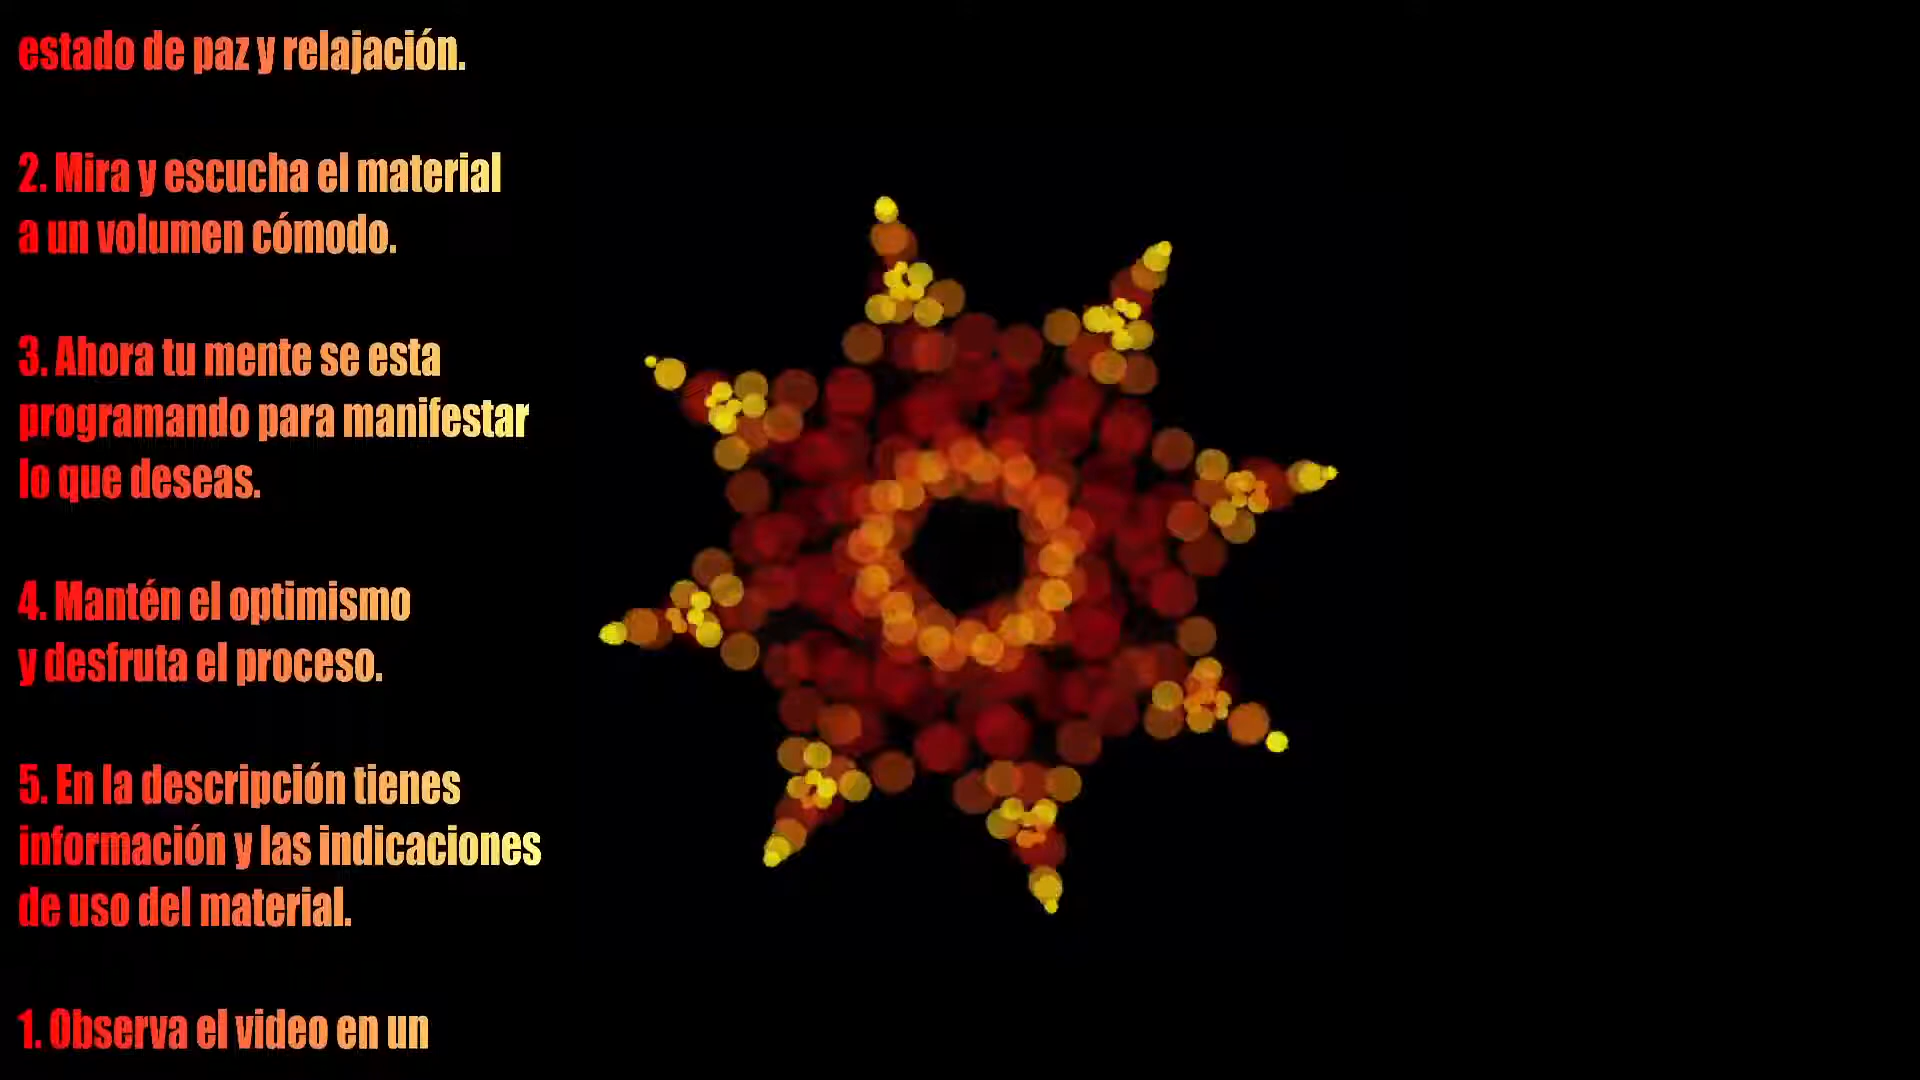 estado de paz y relajación.
2. Mira y escucha el material
a un volumen cómodo.
3. Ahora tu mente se esta
programando para manifestar
lo que deseas.
4. Mantén el optimismo
y desfruta el proceso.
5. En la descripción tienes
información y las indicaciones
de uso del material.
1. Observa el video en un